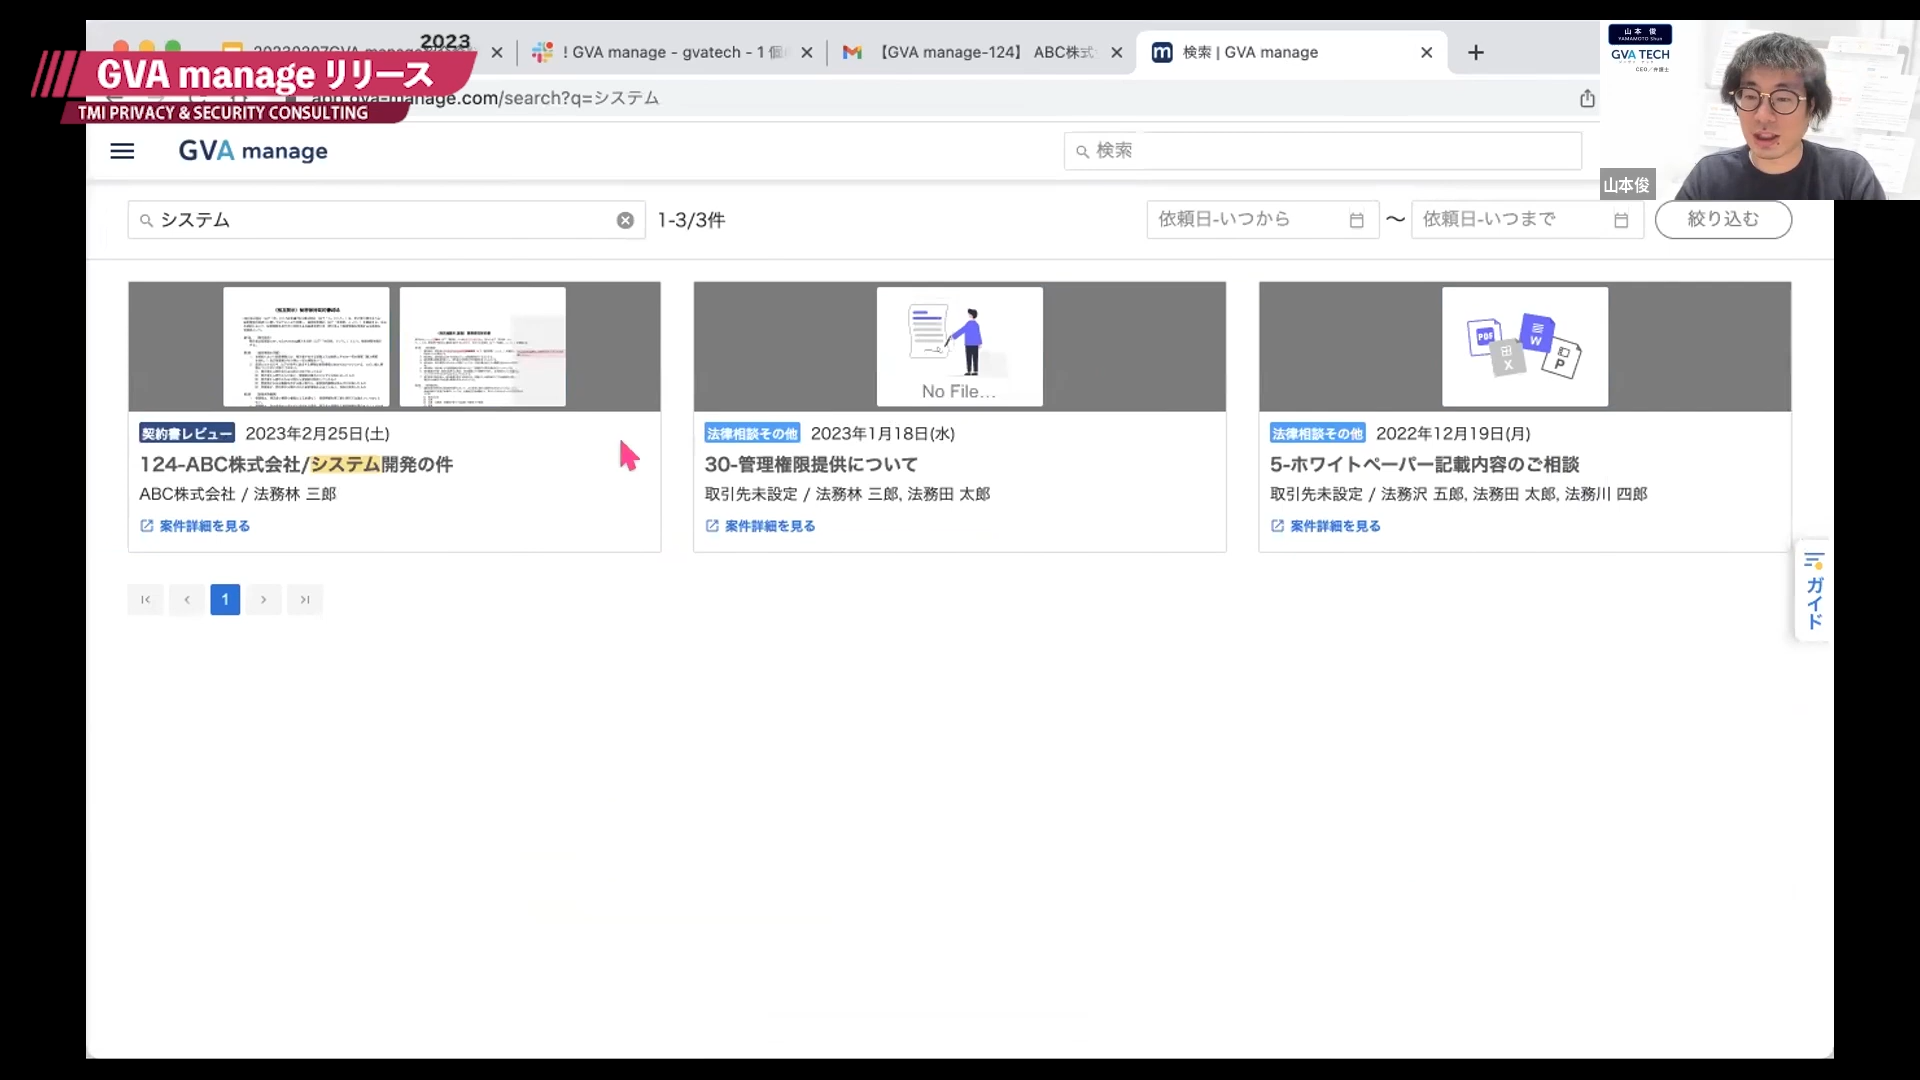 2023
GVA manage リリース
TMI PRIVACY & SECURITY CONSULTING
! GVA manage - gvatech - 1 個
【GVA manage-124】 ABC株式
検索 | GVA manage
app.gva-manage.com/search?q=システム
山本 俊
YAMAMOTO Shun
GVA TECH
CEO／弁護士
山本俊
GVA manage
検索
システム
1-3/3件
依頼日-いつから
〜
依頼日-いつまで
絞り込む
契約書レビュー 2023年2月25日(土)
124-ABC株式会社/システム開発の件
ABC株式会社 / 法務林 三郎
案件詳細を見る
No File...
法律相談その他 2023年1月18日(水)
30-管理権限提供について
取引先未設定 / 法務林 三郎, 法務田 太郎
案件詳細を見る
PDF
W
X
P
法律相談その他 2022年12月19日(月)
5-ホワイトペーパー記載内容のご相談
取引先未設定 / 法務沢 五郎, 法務田 太郎, 法務川 四郎
案件詳細を見る
ガイド
1